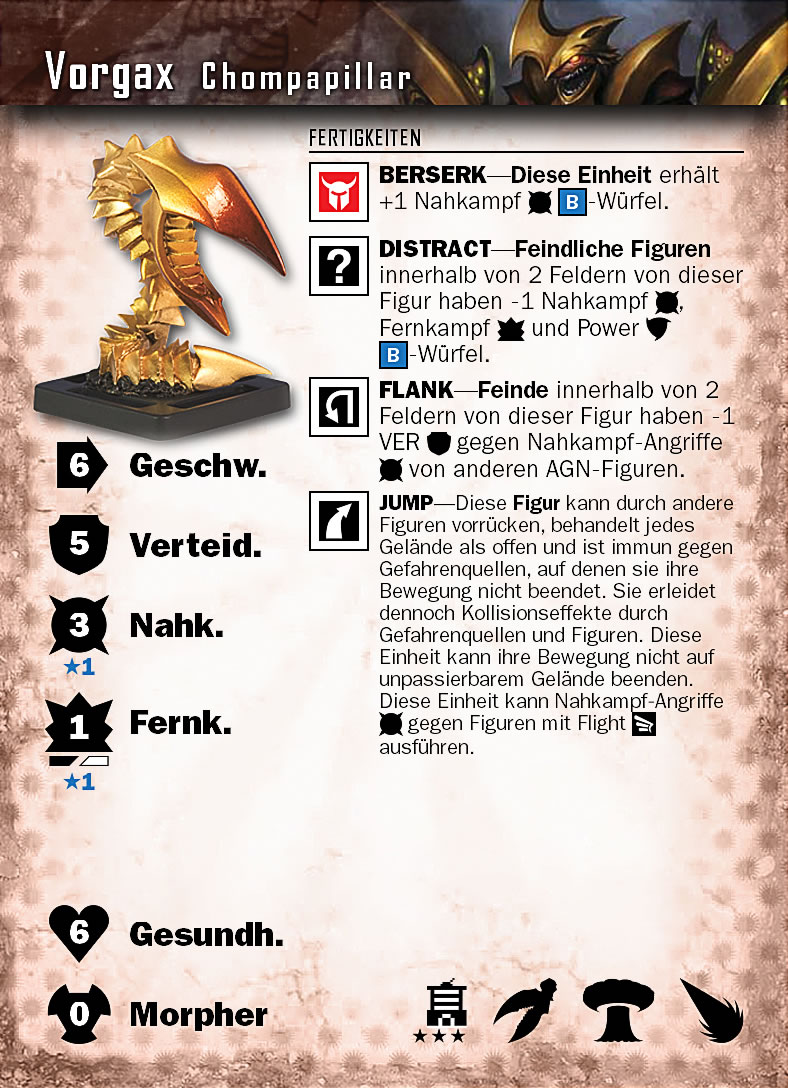 Vorgax Chompapillar
FERTIGKEITEN
BERSERK—Diese Einheit erhält
+1 Nahkampf B-Würfel.
DISTRACT—Feindliche Figuren
innerhalb von 2 Feldern von dieser
Figur haben -1 Nahkampf ,
Fernkampf und Power
B-Würfel.
FLANK—Feinde innerhalb von 2
Feldern von dieser Figur haben -1
VER gegen Nahkampf-Angriffe
von anderen AGN-Figuren.
JUMP—Diese Figur kann durch andere
Figuren vorrücken, behandelt jedes
Gelände als offen und ist immun gegen
Gefahrenquellen, auf denen sie ihre
Bewegung nicht beendet. Sie erleidet
dennoch Kollisionseffekte durch
Gefahrenquellen und Figuren. Diese
Einheit kann ihre Bewegung nicht auf
unpassierbarem Gelände beenden.
Diese Einheit kann Nahkampf-Angriffe
gegen Figuren mit Flight
ausführen.
6 Geschw.
5 Verteid.
3 Nahk.
★1
1 Fernk.
★1
6 Gesundh.
0 Morpher
★★★